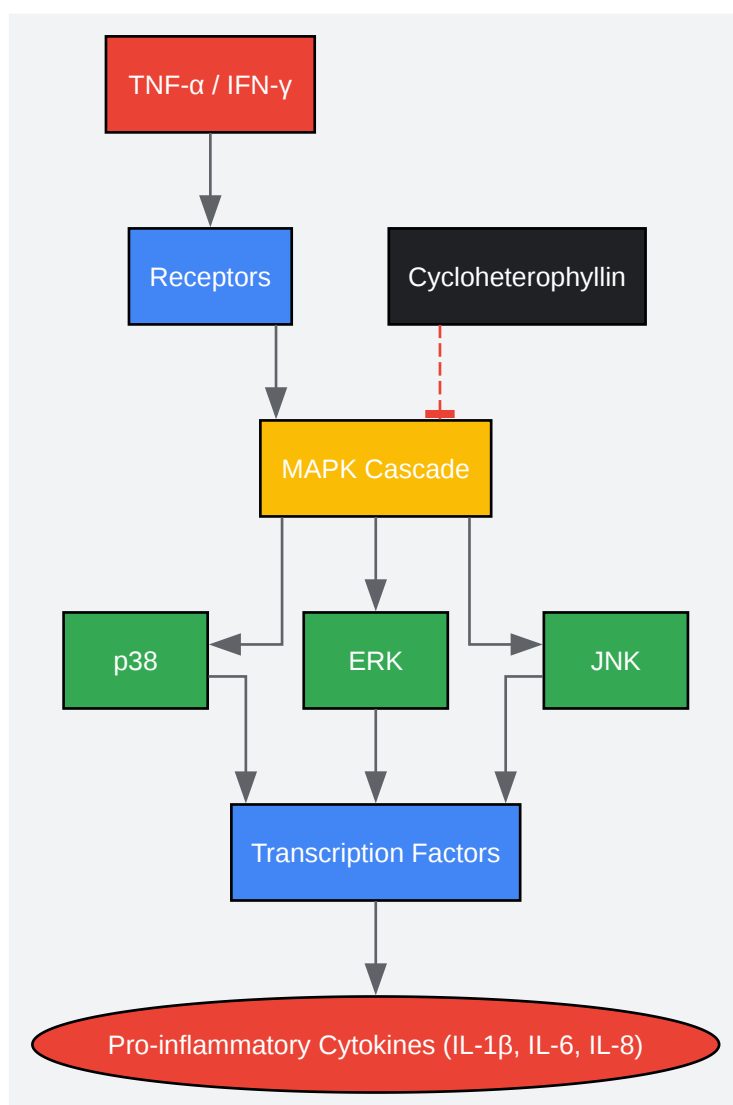 TNF-α / IFN-γ
Receptors
Cycloheterophyllin
MAPK Cascade
p38
ERK
JNK
Transcription Factors
Pro-inflammatory Cytokines (IL-1β, IL-6, IL-8)